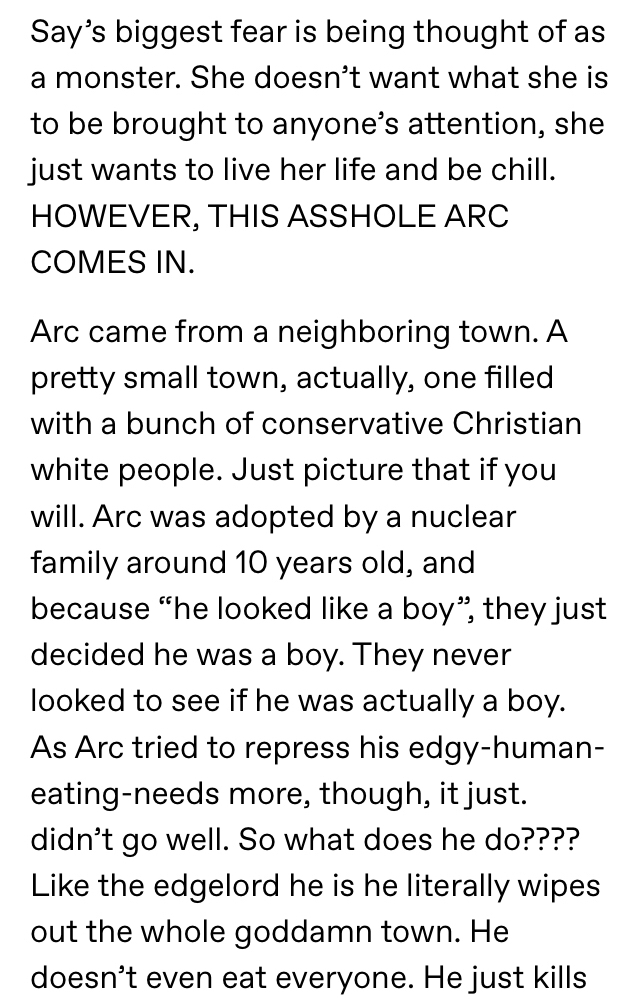 Say’s biggest fear is being thought of as
a monster. She doesn’t want what she is
to be brought to anyone’s attention, she
just wants to live her life and be chill.
HOWEVER, THIS ASSHOLE ARC
COMES IN.
Arc came from a neighboring town. A
pretty small town, actually, one filled
with a bunch of conservative Christian
white people. Just picture that if you
will. Arc was adopted by a nuclear
family around 10 years old, and
because “he looked like a boy”, they just
decided he was a boy. They never
looked to see if he was actually a boy.
As Arc tried to repress his edgy-human-
eating-needs more, though, it just.
didn’t go well. So what does he do????
Like the edgelord he is he literally wipes
out the whole goddamn town. He
doesn’t even eat everyone. He just kills